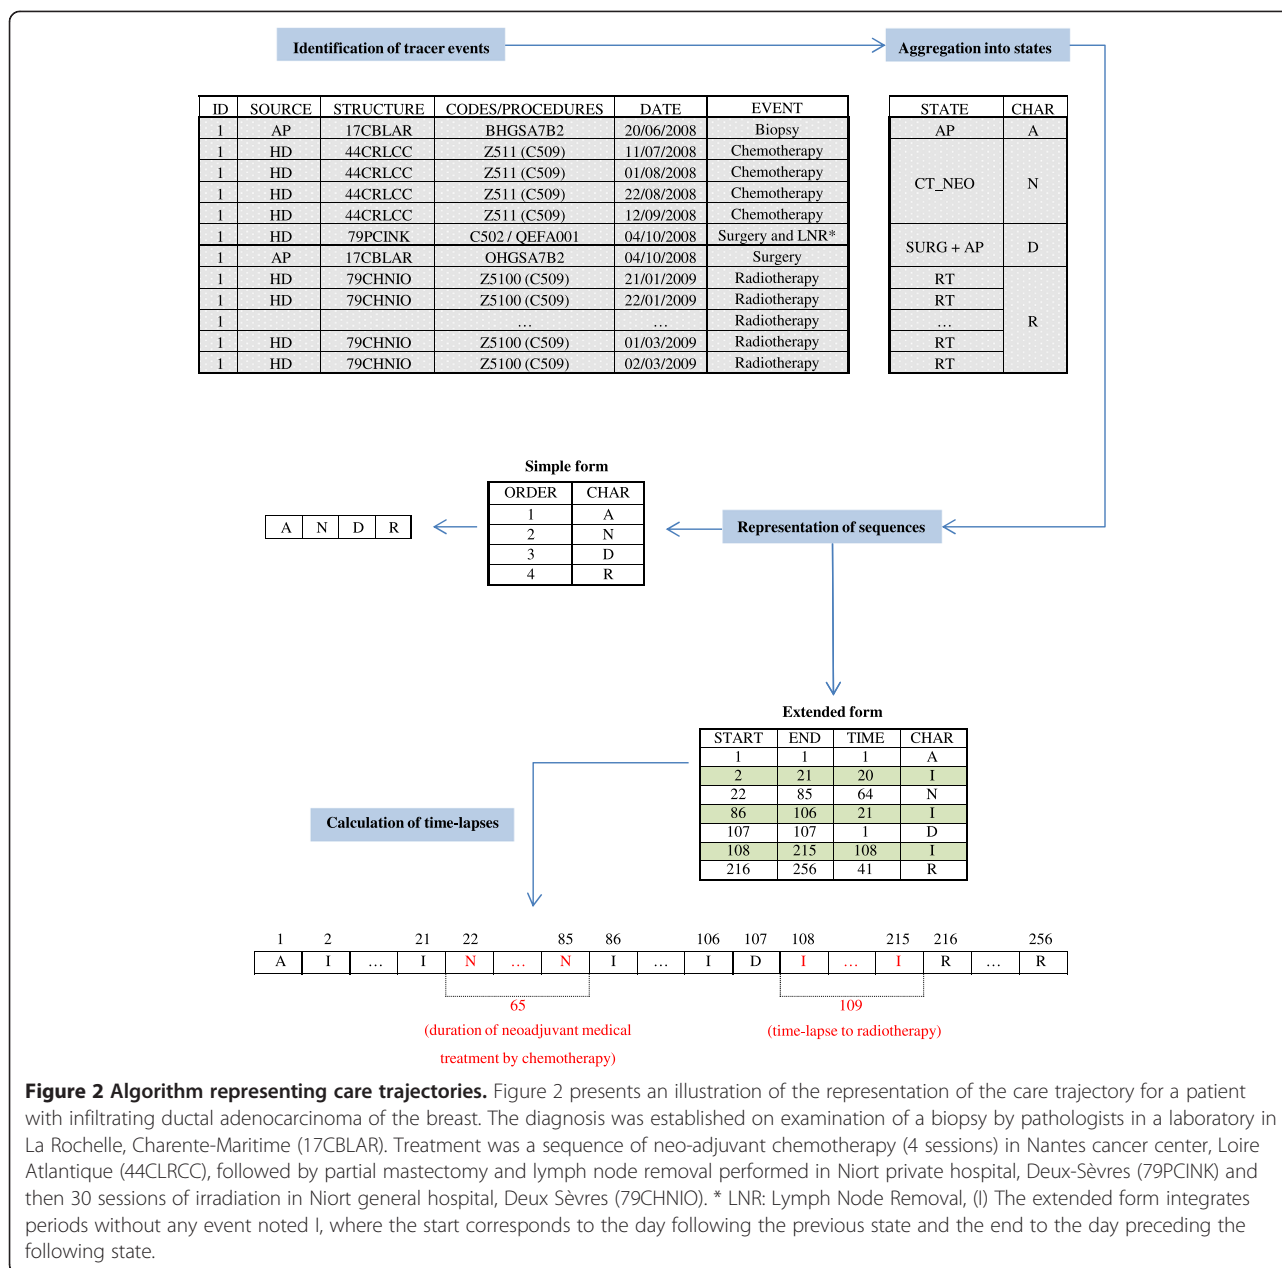 Identification of tracer events
Aggregation into states
ID SOURCE STRUCTURE CODES/PROCEDURES DATE EVENT
1 AP 17CBLAR BHGSA7B2 20/06/2008 Biopsy
1 HD 44CRLCC Z511 (C509) 11/07/2008 Chemotherapy
1 HD 44CRLCC Z511 (C509) 01/08/2008 Chemotherapy
1 HD 44CRLCC Z511 (C509) 22/08/2008 Chemotherapy
1 HD 44CRLCC Z511 (C509) 12/09/2008 Chemotherapy
1 HD 79PCINK C502 / QEFA001 04/10/2008 Surgery and LNR*
1 AP 17CBLAR OHGSA7B2 04/10/2008 Surgery
1 HD 79CHNIO Z5100 (C509) 21/01/2009 Radiotherapy
1 HD 79CHNIO Z5100 (C509) 22/01/2009 Radiotherapy
1 … … Radiotherapy
1 HD 79CHNIO Z5100 (C509) 01/03/2009 Radiotherapy
1 HD 79CHNIO Z5100 (C509) 02/03/2009 Radiotherapy
STATE CHAR
AP A
CT_NEO N
SURG + AP D
RT
RT
… R
RT
RT
Simple form
ORDER CHAR
1 A
2 N
3 D
4 R
A N D R
Representation of sequences
Extended form
START END TIME CHAR
1 1 1 A
2 21 20 I
22 85 64 N
86 106 21 I
107 107 1 D
108 215 108 I
216 256 41 R
Calculation of time-lapses
1 2 21 22 85 86 106 107 108 215 216 256
A I … I N … N I … I D I … I R … R
65
(duration of neoadjuvant medical
treatment by chemotherapy)
109
(time-lapse to radiotherapy)
Figure 2 Algorithm representing care trajectories. Figure 2 presents an illustration of the representation of the care trajectory for a patient
with infiltrating ductal adenocarcinoma of the breast. The diagnosis was established on examination of a biopsy by pathologists in a laboratory in
La Rochelle, Charente-Maritime (17CBLAR). Treatment was a sequence of neo-adjuvant chemotherapy (4 sessions) in Nantes cancer center, Loire
Atlantique (44CLRCC), followed by partial mastectomy and lymph node removal performed in Niort private hospital, Deux-Sèvres (79PCINK) and
then 30 sessions of irradiation in Niort general hospital, Deux Sèvres (79CHNIO). * LNR: Lymph Node Removal, (I) The extended form integrates
periods without any event noted I, where the start corresponds to the day following the previous state and the end to the day preceding the
following state.